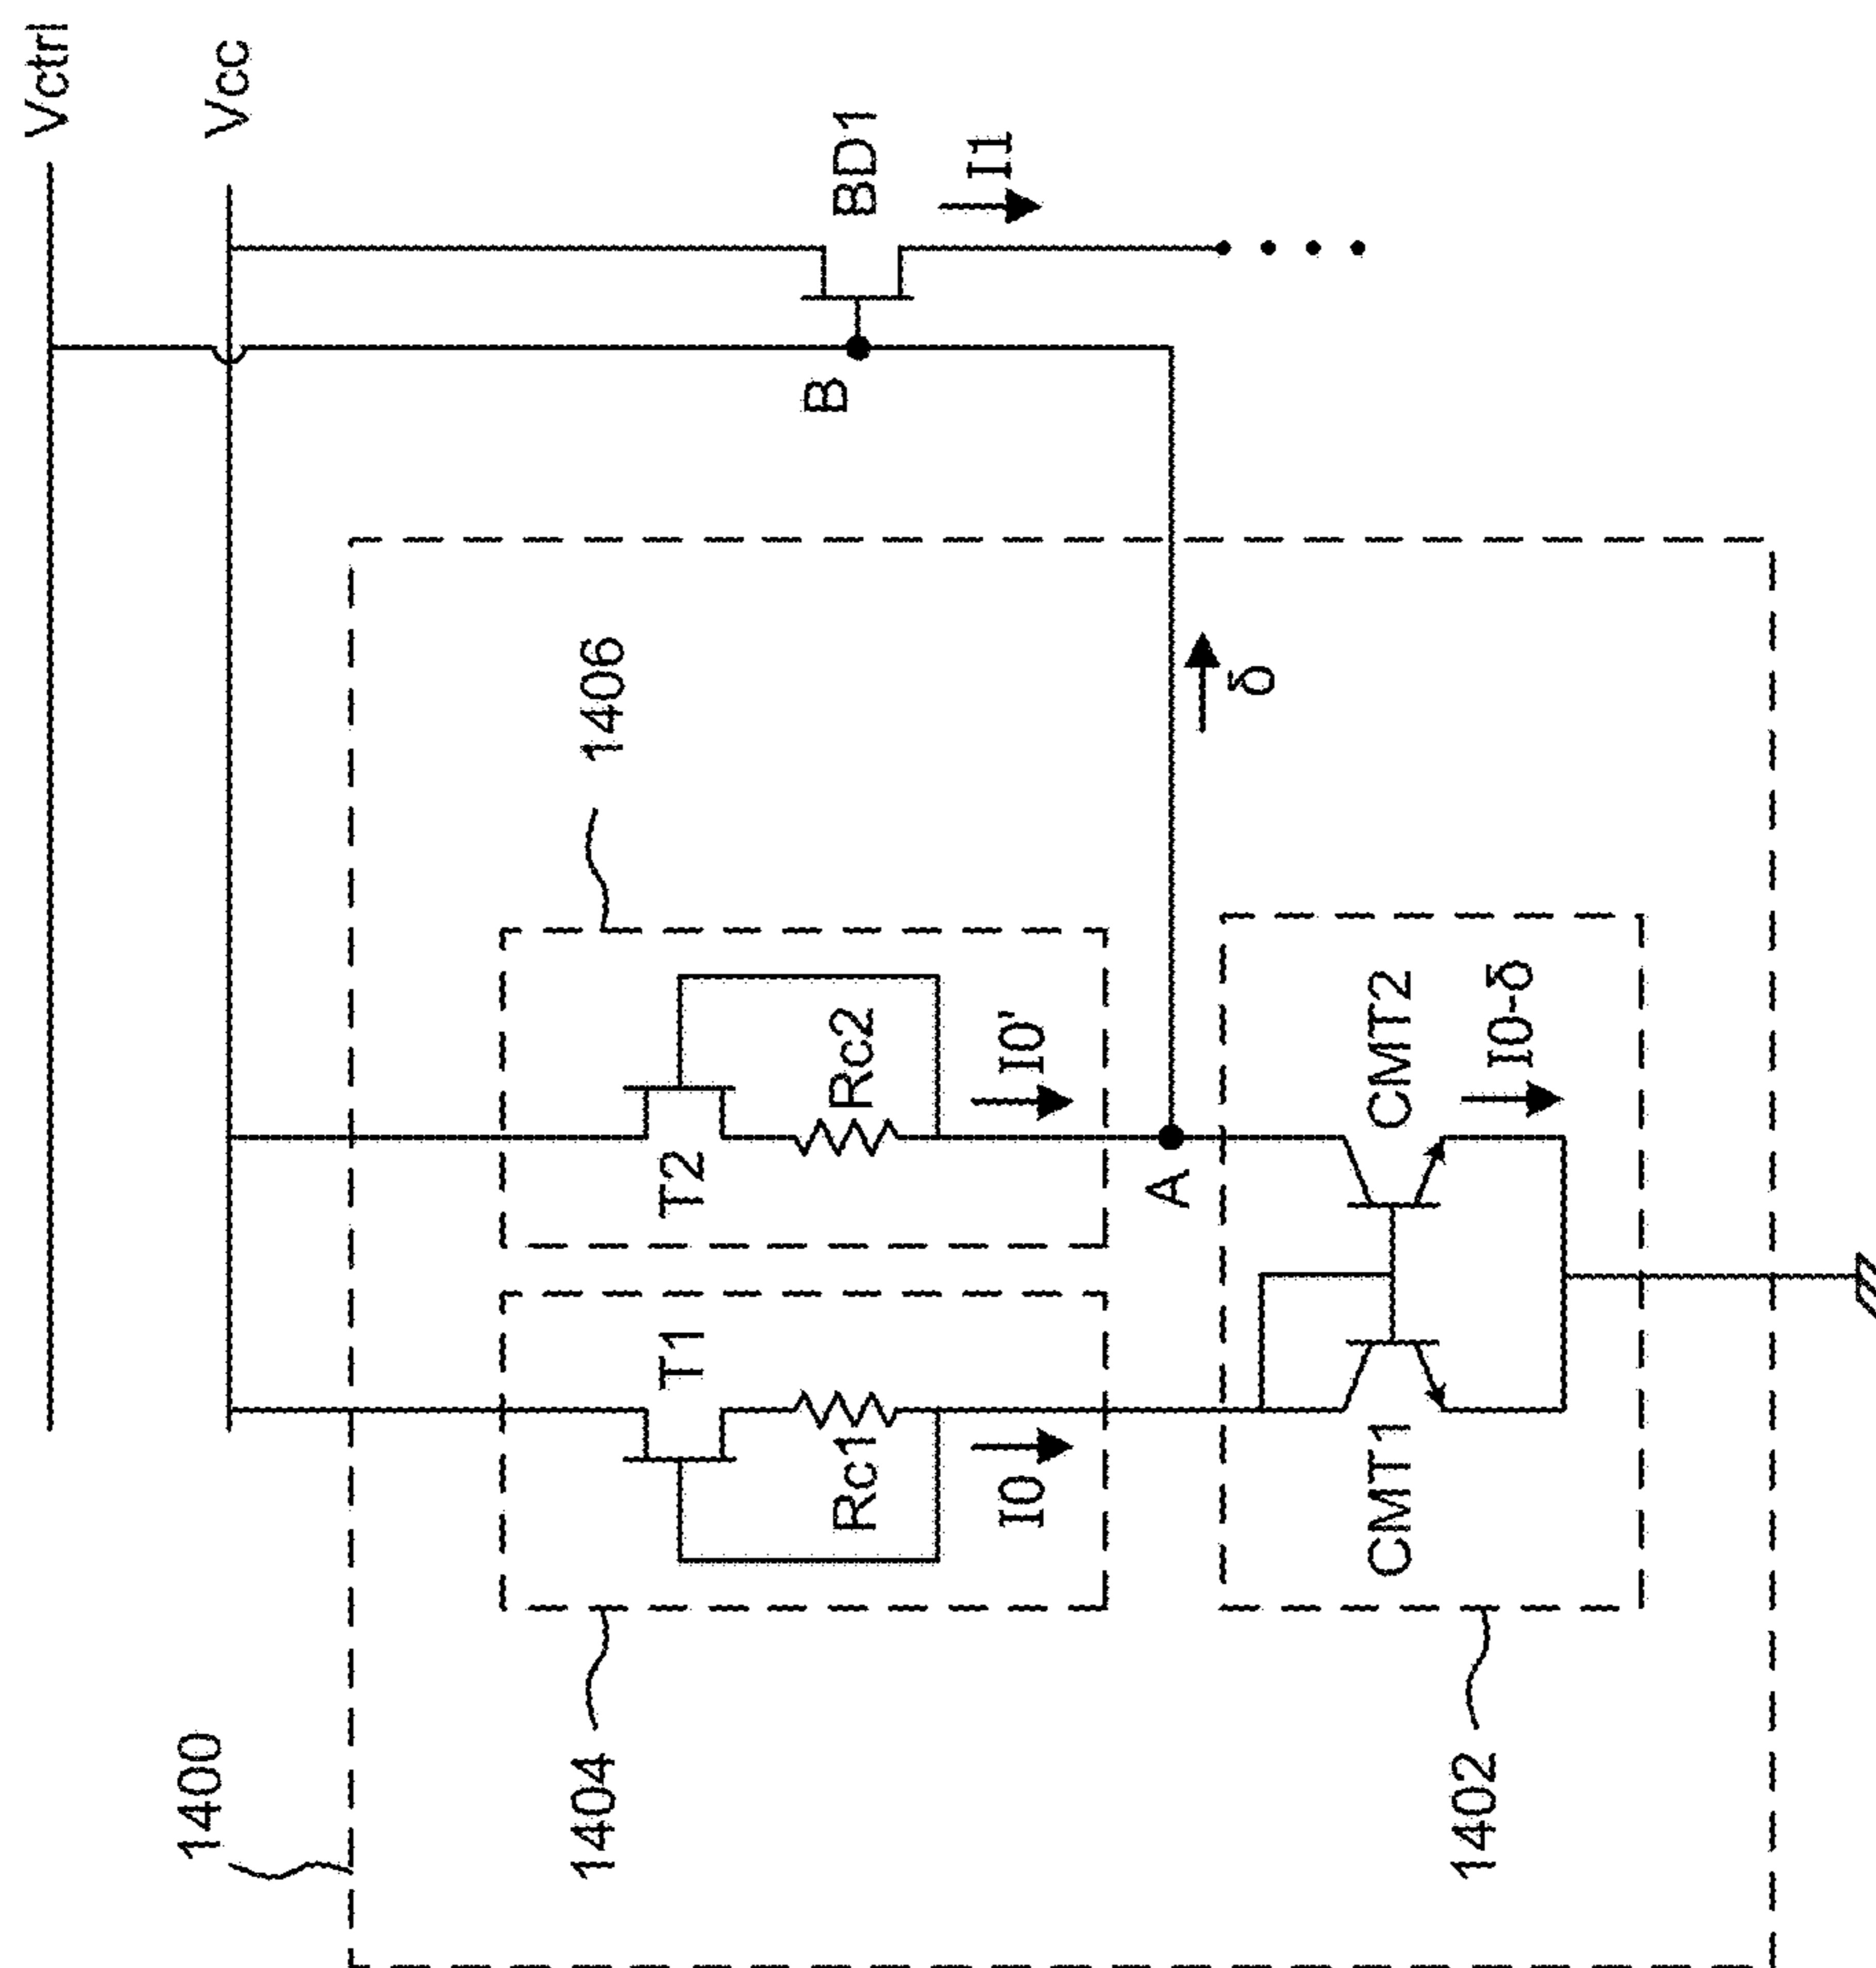 Vctrl
Vcc
1400
1404
T1
Rc1
I0
1406
T2
Rc2
I0'
A
B
BD1
I1
δ
1402
CMT1
CMT2
I0-δ